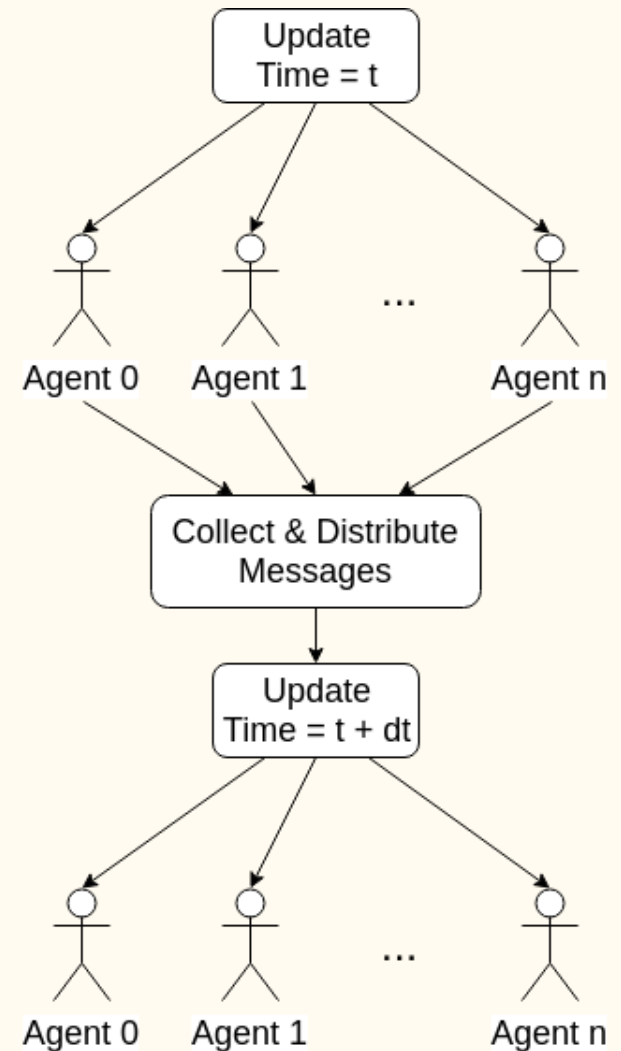 Update
Time = t
Agent 0
Agent 1
...
Agent n
Collect & Distribute
Messages
Update
Time = t + dt
Agent 0
Agent 1
...
Agent n